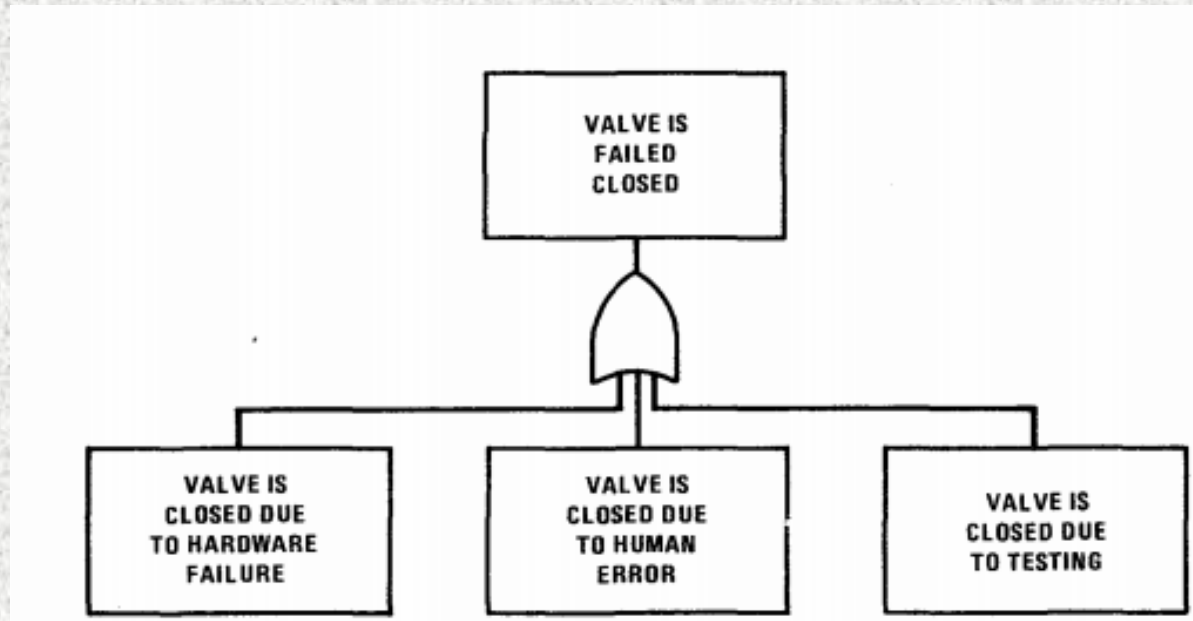 VALVE IS
FAILED
CLOSED
VALVE IS
CLOSED DUE
TO HARDWARE
FAILURE
VALVE IS
CLOSED DUE
TO HUMAN
ERROR
VALVE IS
CLOSED DUE
TO TESTING